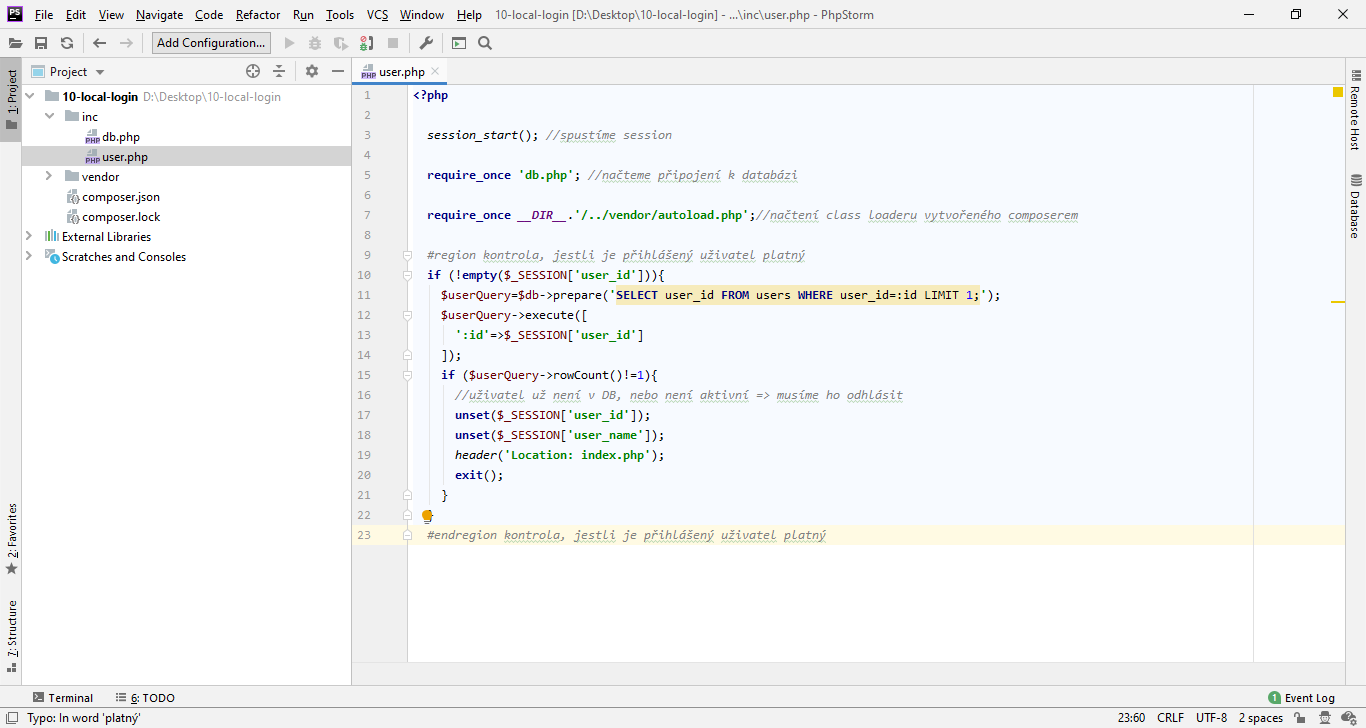 PS File Edit View Navigate Code Refactor Run Tools VCS Window Help 10-local-login [D:\Desktop\10-local-login] - ...\inc\user.php - PhpStorm
Add Configuration...
Project
user.php
1: Project
10-local-login D:\Desktop\10-local-login
inc
db.php
user.php
vendor
composer.json
composer.lock
External Libraries
Scratches and Consoles
2: Favorites
7: Structure
1 <?php
2
3 session_start(); //spustíme session
4
5 require_once 'db.php'; //načteme připojení k databázi
6
7 require_once __DIR__.'/../vendor/autoload.php';//načtení class loaderu vytvořeného composerem
8
9 #region kontrola, jestli je přihlášený uživatel platný
10 if (!empty($_SESSION['user_id'])){
11 $userQuery=$db->prepare('SELECT user_id FROM users WHERE user_id=:id LIMIT 1;');
12 $userQuery->execute([
13 ':id'=>$_SESSION['user_id']
14 ]);
15 if ($userQuery->rowCount()!=1){
16 //uživatel už není v DB, nebo není aktivní => musíme ho odhlásit
17 unset($_SESSION['user_id']);
18 unset($_SESSION['user_name']);
19 header('Location: index.php');
20 exit();
21 }
22 }
23 #endregion kontrola, jestli je přihlášený uživatel platný
Remote Host
Database
Terminal 6: TODO 1 Event Log
Typo: In word 'platný' 23:60 CRLF UTF-8 2 spaces